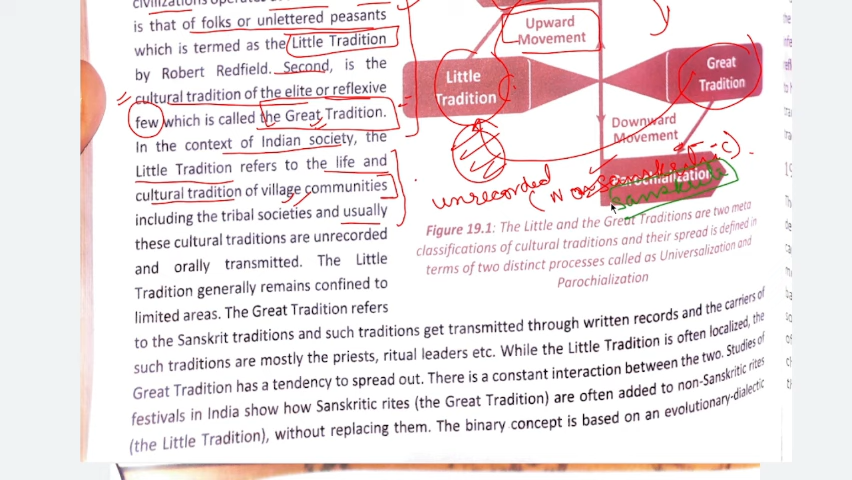 civilizations operates
is that of folks or unlettered peasants
which is termed as the Little Tradition
by Robert Redfield. Second, is the
cultural tradition of the elite or reflexive
few which is called the Great Tradition.
In the context of Indian society, the
Little Tradition refers to the life and
cultural tradition of village communities
including the tribal societies and usually
these cultural traditions are unrecorded
and orally transmitted. The Little
Tradition generally remains confined to
limited areas. The Great Tradition refers
to the Sanskrit traditions and such traditions get transmitted through written records and the carriers of
such traditions are mostly the priests, ritual leaders etc. While the Little Tradition is often localized, the
Great Tradition has a tendency to spread out. There is a constant interaction between the two. Studies of
festivals in India show how Sanskritic rites (the Great Tradition) are often added to non-Sanskritic rites
(the Little Tradition), without replacing them. The binary concept is based on an evolutionary-dialectic
Upward
Movement
Little
Tradition
Great
Tradition
Downward
Movement
Parochialization
unrecorded
Figure 19.1: The Little and the Great Traditions are two meta
classifications of cultural traditions and their spread is defined in
terms of two distinct processes called as Universalization and
Parochialization